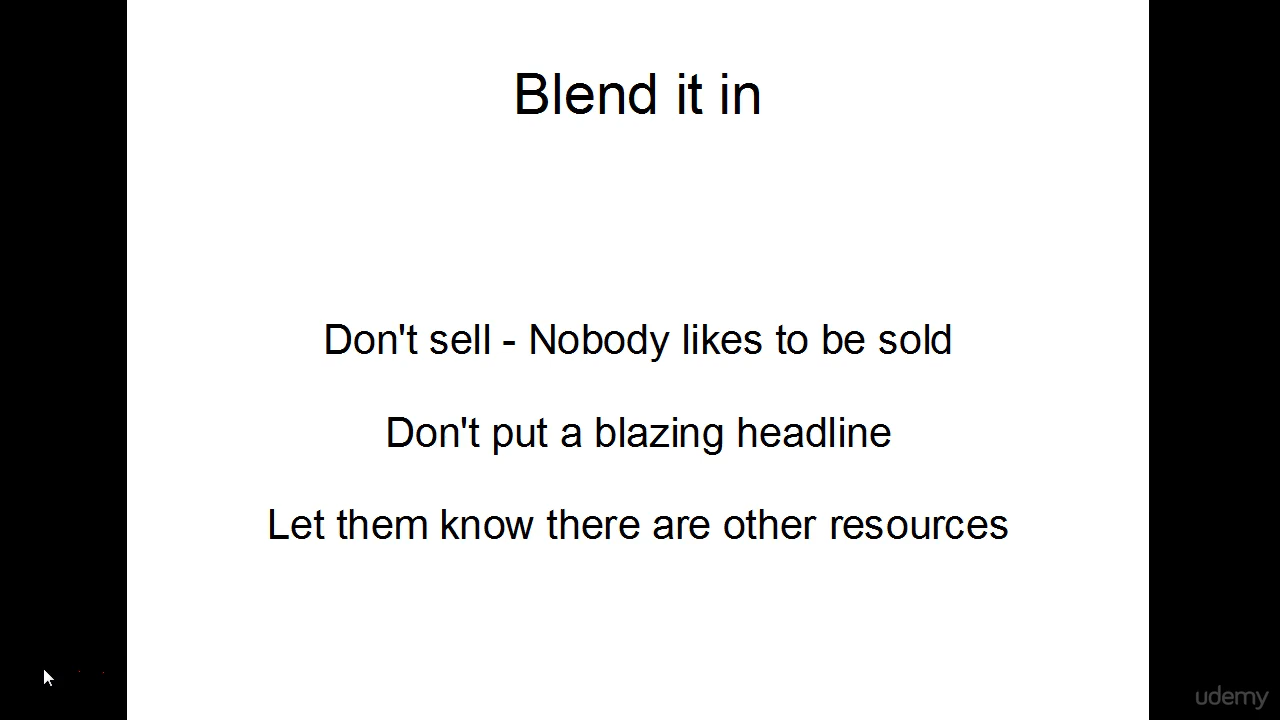 Blend it in
Don't sell - Nobody likes to be sold
Don't put a blazing headline
Let them know there are other resources
udemy